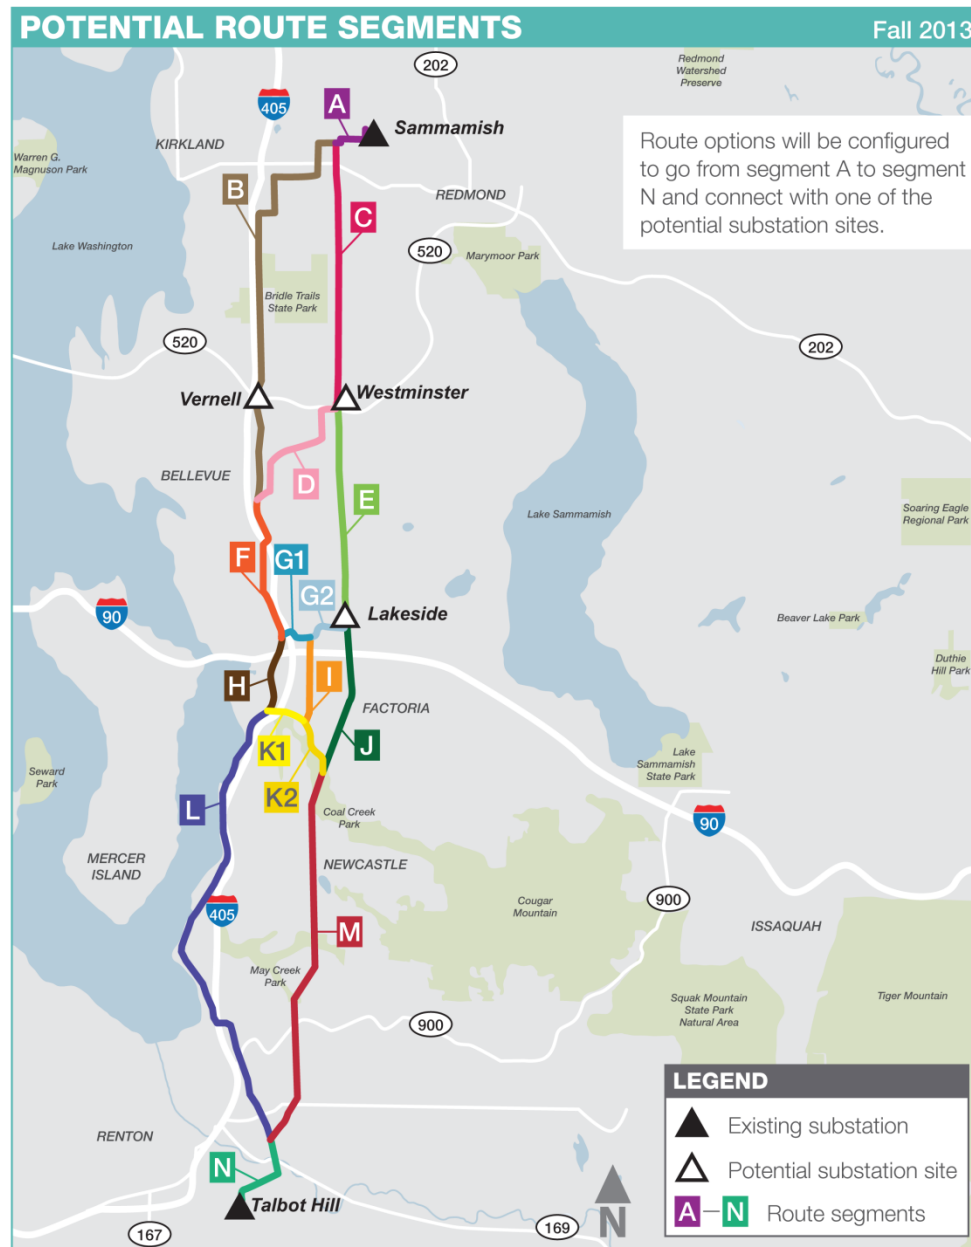 POTENTIAL ROUTE SEGMENTS
Fall 2013
202
Redmond
Watershed
Preserve
405
A
Sammamish
KIRKLAND
Route options will be configured
to go from segment A to segment
N and connect with one of the
potential substation sites.
Warren G.
Magnuson Park
B
REDMOND
C
Lake Washington
520
Marymoor Park
Bridle Trails
State Park
520
202
Vernell
Westminster
BELLEVUE
D
E
Soaring Eagle
Regional Park
Lake Sammamish
F
G1
G2
90
Lakeside
Beaver Lake Park
Duthie
Hill Park
H
I
FACTORIA
J
K1
Lake
Sammamish
State Park
Seward
Park
K2
L
Coal Creek
Park
90
MERCER
ISLAND
NEWCASTLE
900
405
Cougar
Mountain
ISSAQUAH
M
May Creek
Park
Squak Mountain
State Park
Natural Area
Tiger Mountain
900
LEGEND
Existing substation
Potential substation site
A–N Route segments
RENTON
N
Talbot Hill
167
169
N